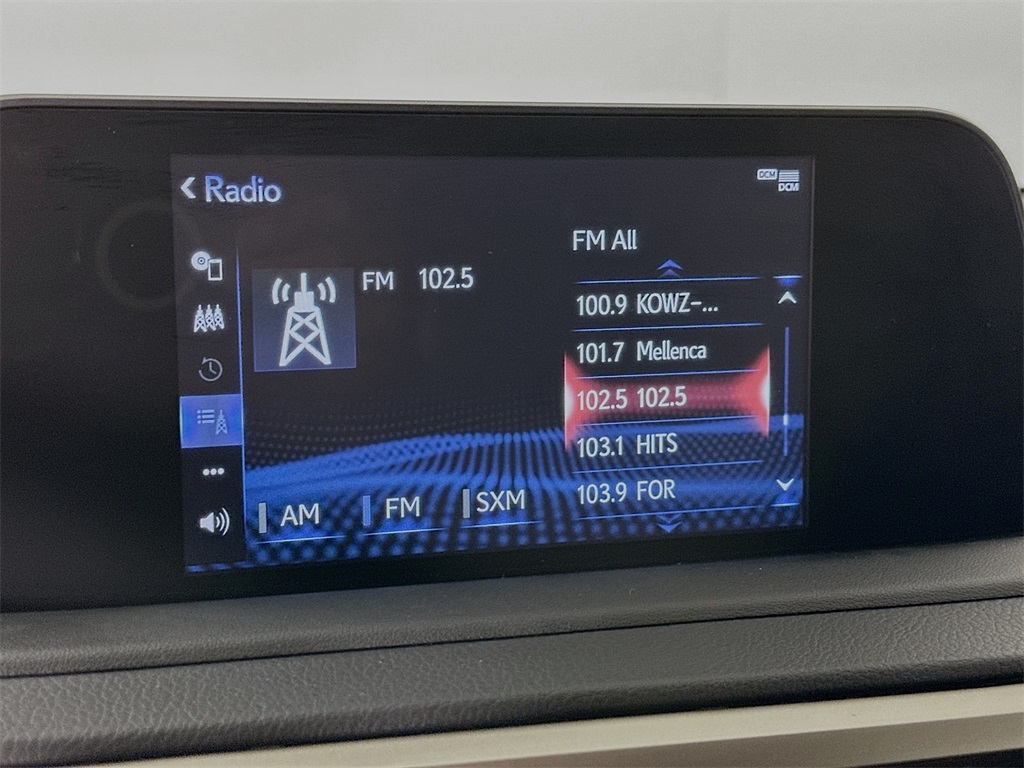 Radio
DCM
DCM
FM All
FM 102.5
100.9 KOWZ-...
101.7 Mellenca
102.5 102.5
103.1 HITS
103.9 FOR
AM FM SXM